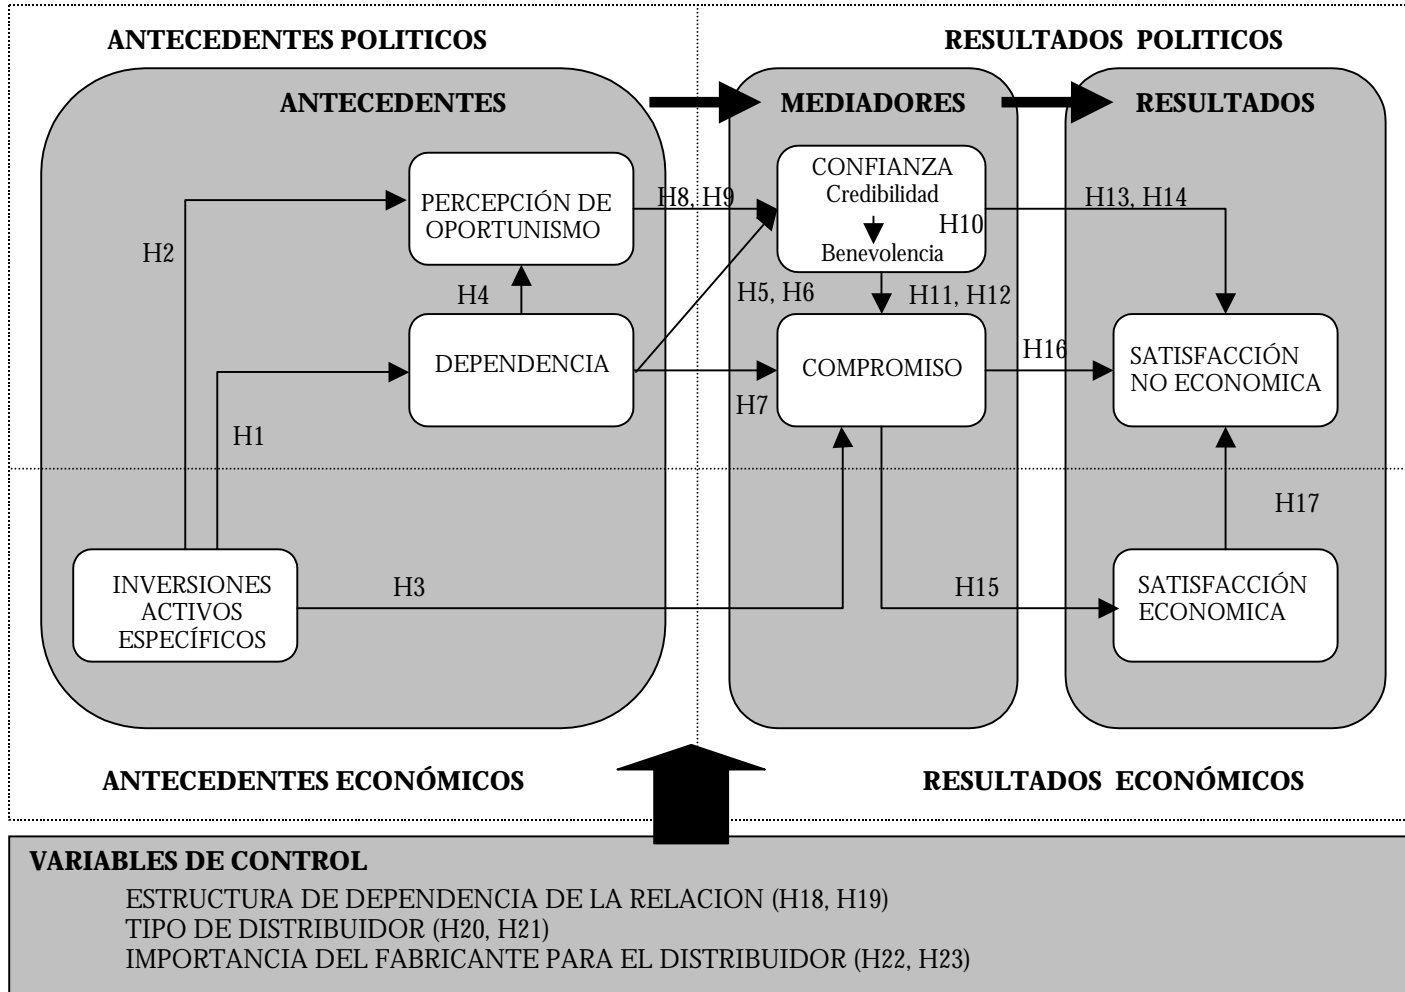 ANTECEDENTES POLITICOS
RESULTADOS POLITICOS
ANTECEDENTES
MEDIADORES
RESULTADOS
PERCEPCIÓN DE
OPORTUNISMO
H8, H9
CONFIANZA
Credibilidad
H10
Benevolencia
H13, H14
H2
H4
H5, H6
H11, H12
DEPENDENCIA
H7
COMPROMISO
H16
SATISFACCIÓN
NO ECONOMICA
H1
H17
INVERSIONES
ACTIVOS
ESPECÍFICOS
H3
H15
SATISFACCIÓN
ECONOMICA
ANTECEDENTES ECONÓMICOS
RESULTADOS ECONÓMICOS
VARIABLES DE CONTROL
ESTRUCTURA DE DEPENDENCIA DE LA RELACION (H18, H19)
TIPO DE DISTRIBUIDOR (H20, H21)
IMPORTANCIA DEL FABRICANTE PARA EL DISTRIBUIDOR (H22, H23)